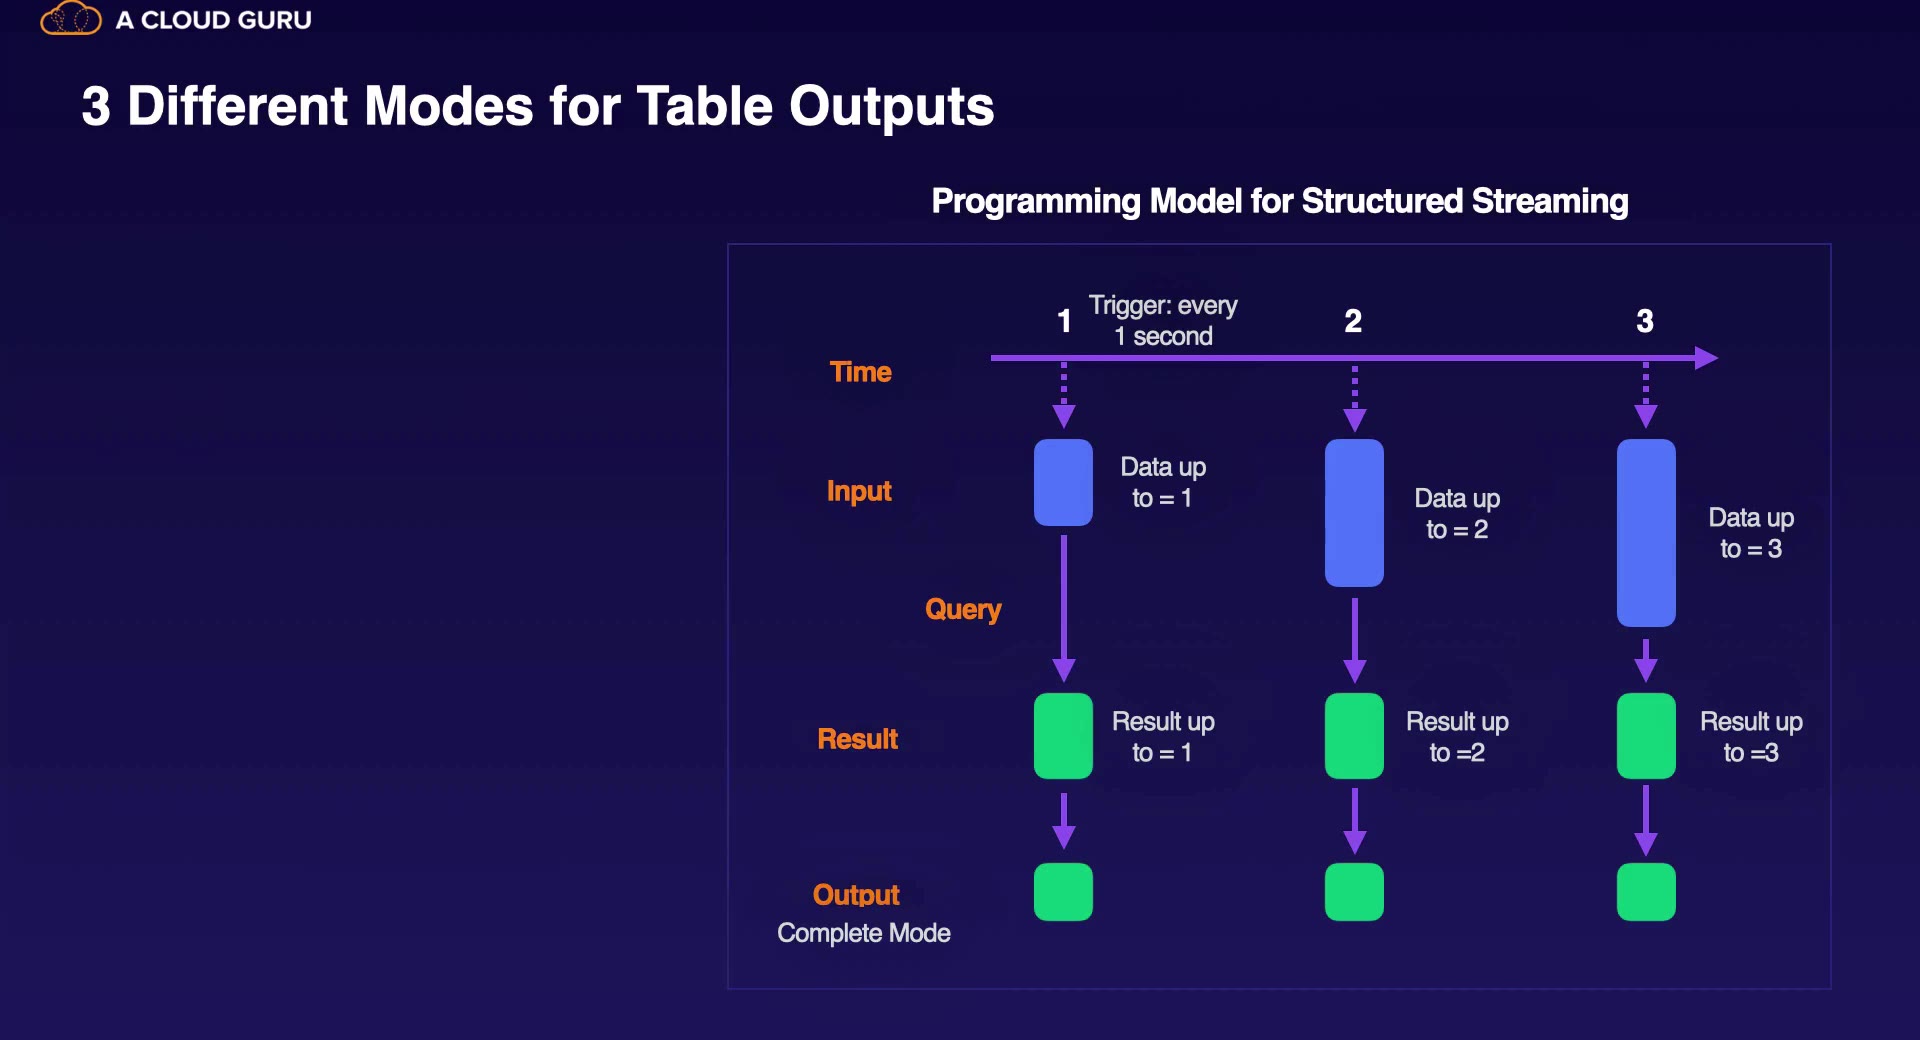 A CLOUD GURU
3 Different Modes for Table Outputs
Programming Model for Structured Streaming
1
Trigger: every
1 second
2
3
Time
Input
Data up
to = 1
Data up
to = 2
Data up
to = 3
Query
Result
Result up
to = 1
Result up
to =2
Result up
to =3
Output
Complete Mode